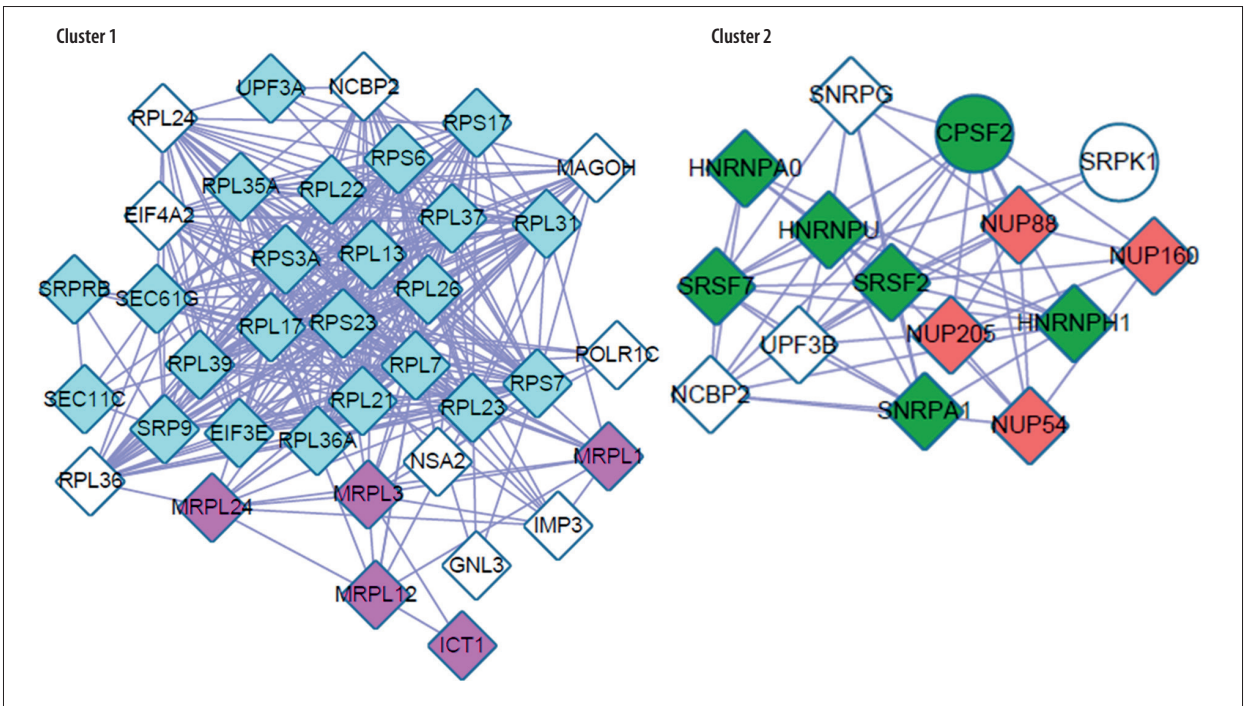 Cluster 1
Cluster 2
UPF3A
NCBP2
RPL24
RPS17
RPS6
MAGOH
RPL35A
RPL22
EIF4A2
RPL37
RPL31
RPS3A
RPL13
SRPRB
SEC61G
RPL26
RPL17
RPS23
POLR1C
RPL39
RPL7
RPS7
SEC11C
RPL21
RPL23
SRP9
EIF3E
RPL36A
NSA2
MRPL1
RPL36
MRPL24
MRPL3
IMP3
GNL3
MRPL12
ICT1
SNRPG
CPSF2
SRPK1
HNRNPA0
HNRNPU
NUP88
NUP160
SRSF7
SRSF2
HNRNPH1
UPF3B
NUP205
NCBP2
SNRPA1
NUP54